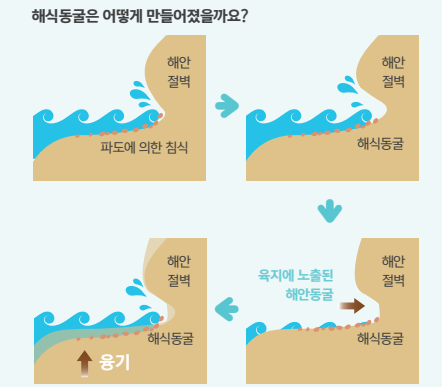 해식동굴은 어떻게 만들어졌을까요?
해안
절벽
파도에 의한 침식
해안
절벽
해식동굴
육지에 노출된
해안동굴
해안
절벽
해식동굴
해안
절벽
해식동굴
융기